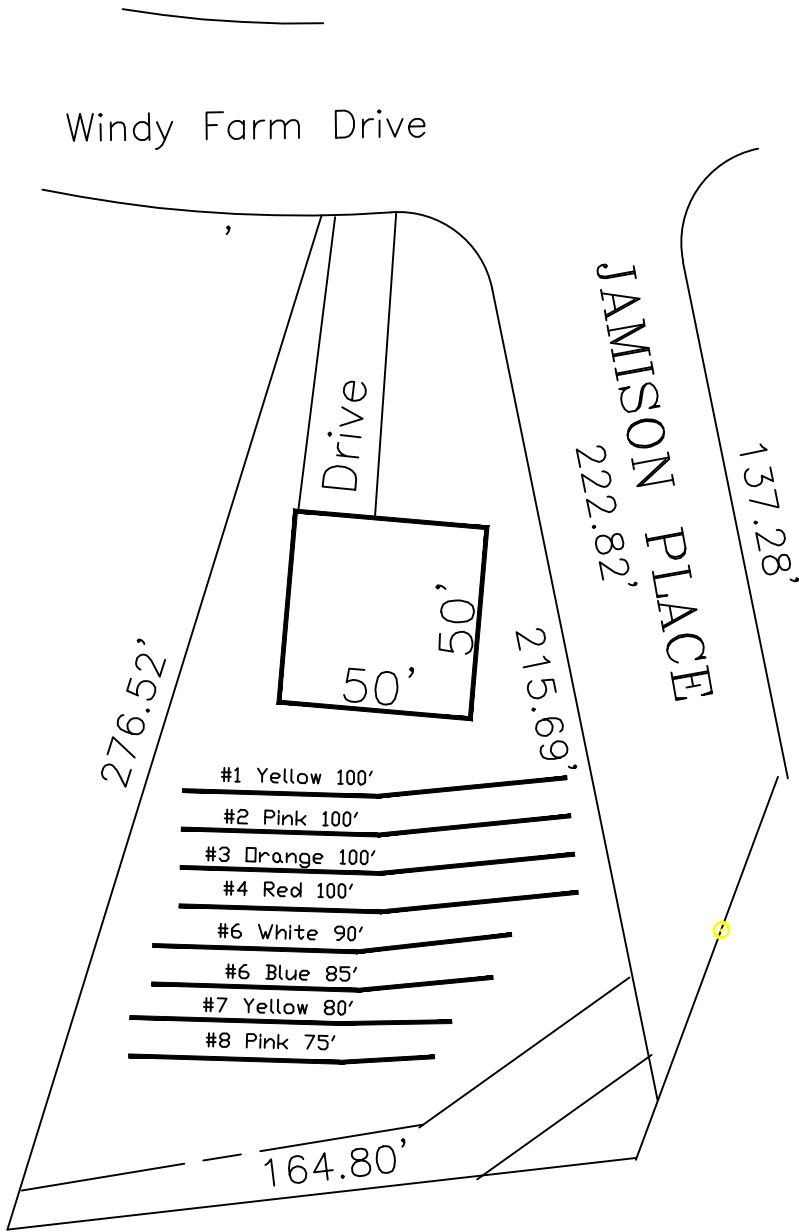 Windy Farm Drive
,
JAMISON PLACE
Drive
222.82'
137.28'
50'
50'
215.69'
276.52'
#1 Yellow 100'
#2 Pink 100'
#3 Orange 100'
#4 Red 100'
#6 White 90'
#6 Blue 85'
#7 Yellow 80'
#8 Pink 75'
164.80'